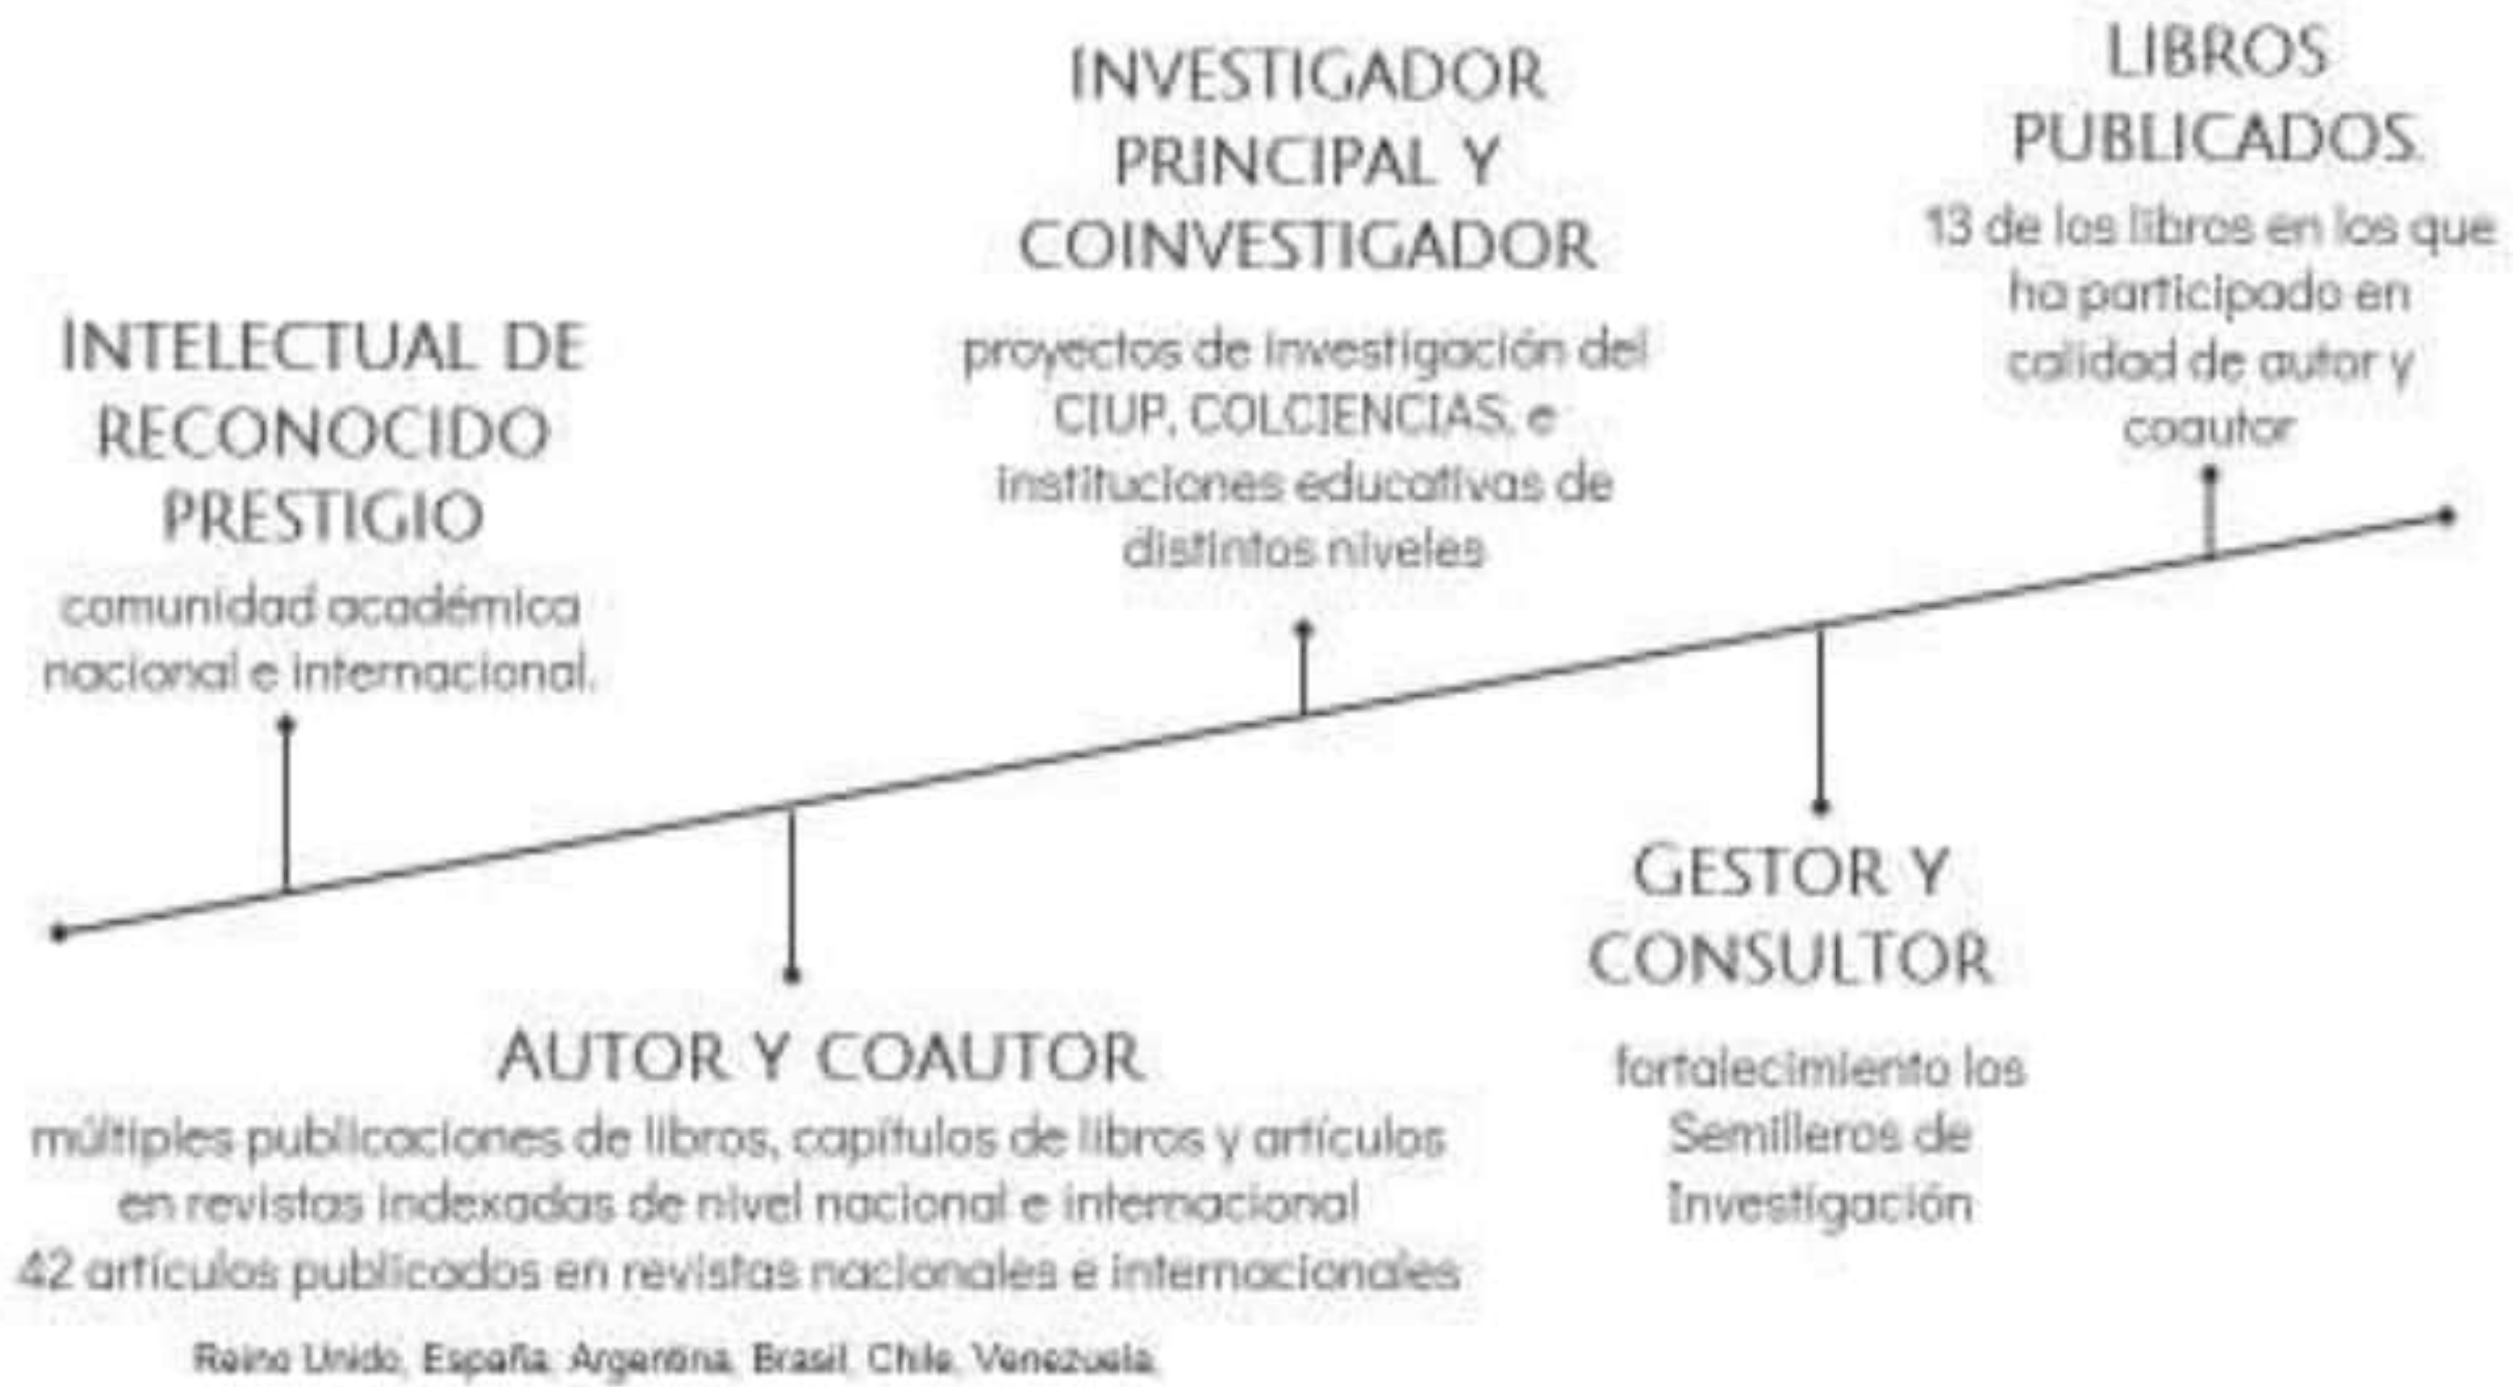 INTELECTUAL DE
RECONOCIDO
PRESTIGIO
comunidad académica
nacional e internacional.
AUTOR Y COAUTOR
múltiples publicaciones de libros, capítulos de libros y artículos
en revistas indexadas de nivel nacional e internacional
42 artículos publicados en revistas nacionales e internacionales
Reino Unido, España, Argentina, Brasil, Chile, Venezuela,
INVESTIGADOR
PRINCIPAL Y
COINVESTIGADOR
proyectos de investigación del
CIUP, COLCIENCIAS, e
instituciones educativas de
distintos niveles
GESTOR Y
CONSULTOR
fortalecimiento los
Semilleros de
Investigación
LIBROS
PUBLICADOS.
13 de los libros en los que
ha participado en
calidad de autor y
coautor